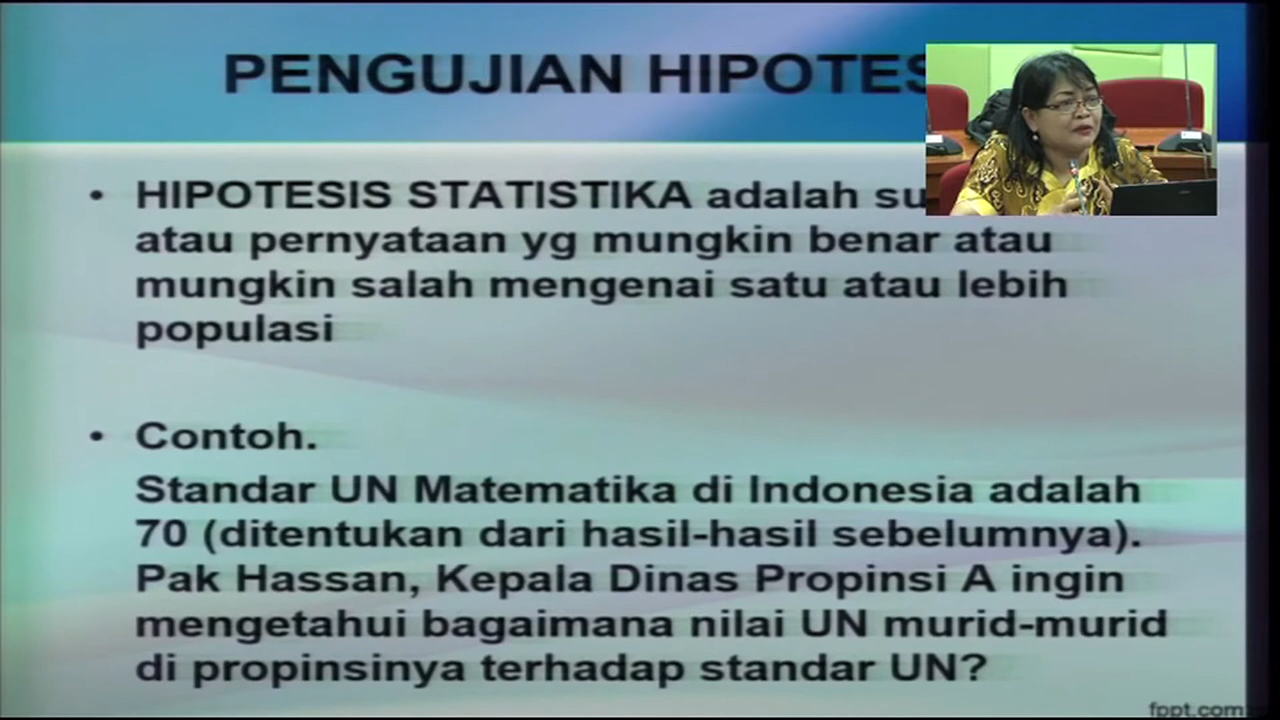 PENGUJIAN HIPOTES
• HIPOTESIS STATISTIKA adalah su
atau pernyataan yg mungkin benar atau
mungkin salah mengenai satu atau lebih
populasi
• Contoh.
Standar UN Matematika di Indonesia adalah
70 (ditentukan dari hasil-hasil sebelumnya).
Pak Hassan, Kepala Dinas Propinsi A ingin
mengetahui bagaimana nilai UN murid-murid
di propinsinya terhadap standar UN?
fppt.com